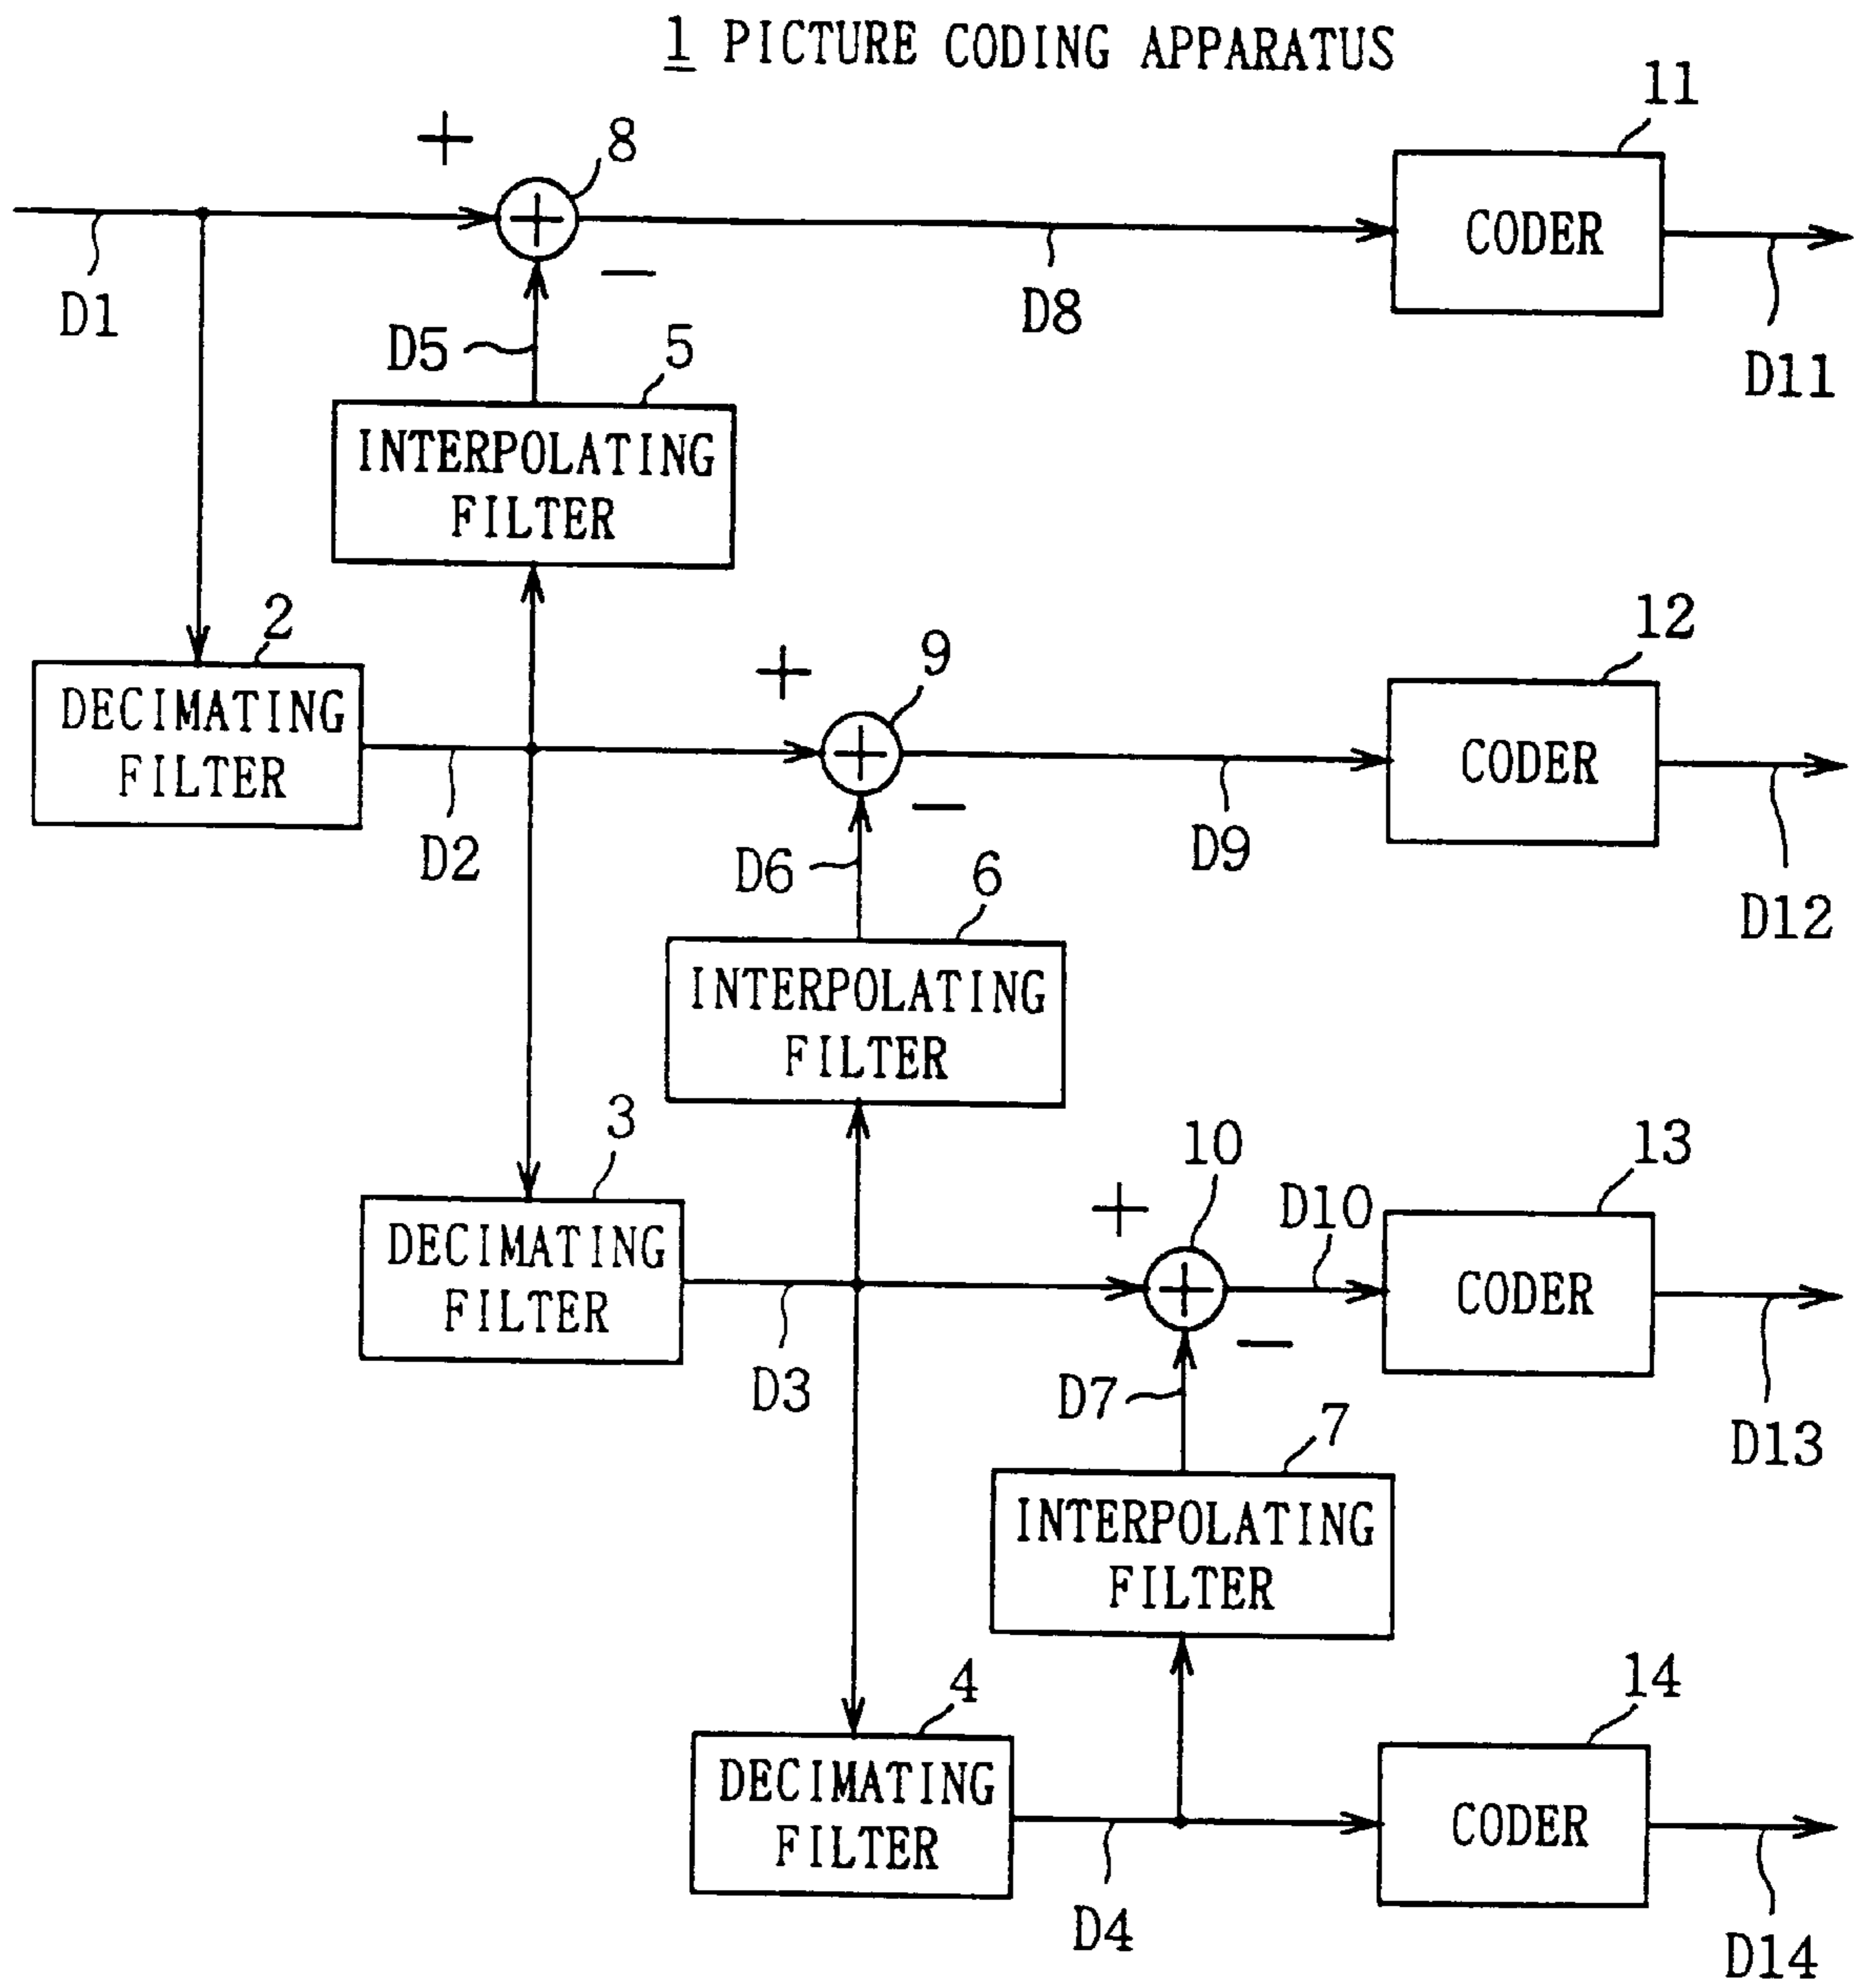 1 PICTURE CODING APPARATUS
11
+
8
CODER
−
D1
D8
D5
5
D11
INTERPOLATING
FILTER
2
12
9
+
DECIMATING
FILTER
CODER
−
D2
D9
D6
6
D12
INTERPOLATING
FILTER
3
10
13
+
D10
DECIMATING
FILTER
CODER
−
D3
D7
7
D13
INTERPOLATING
FILTER
4
14
DECIMATING
FILTER
CODER
D4
D14